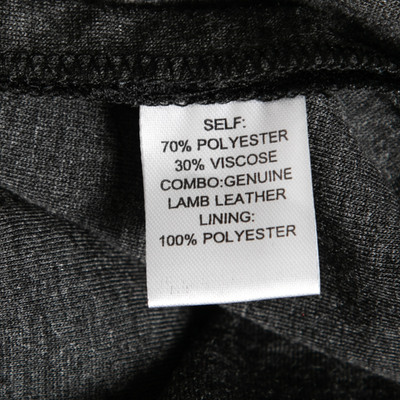 SELF:
70% POLYESTER
30% VISCOSE
COMBO:GENUINE
LAMB LEATHER
LINING:
100% POLYESTER